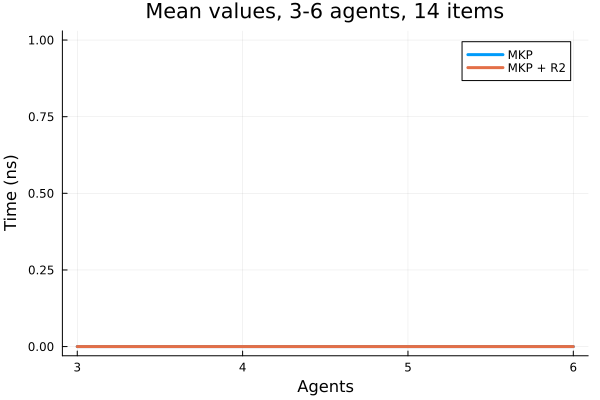 Mean values, 3-6 agents, 14 items
1.00
MKP
MKP + R2
0.75
Time (ns)
0.50
0.25
0.00
3 4 5 6
Agents